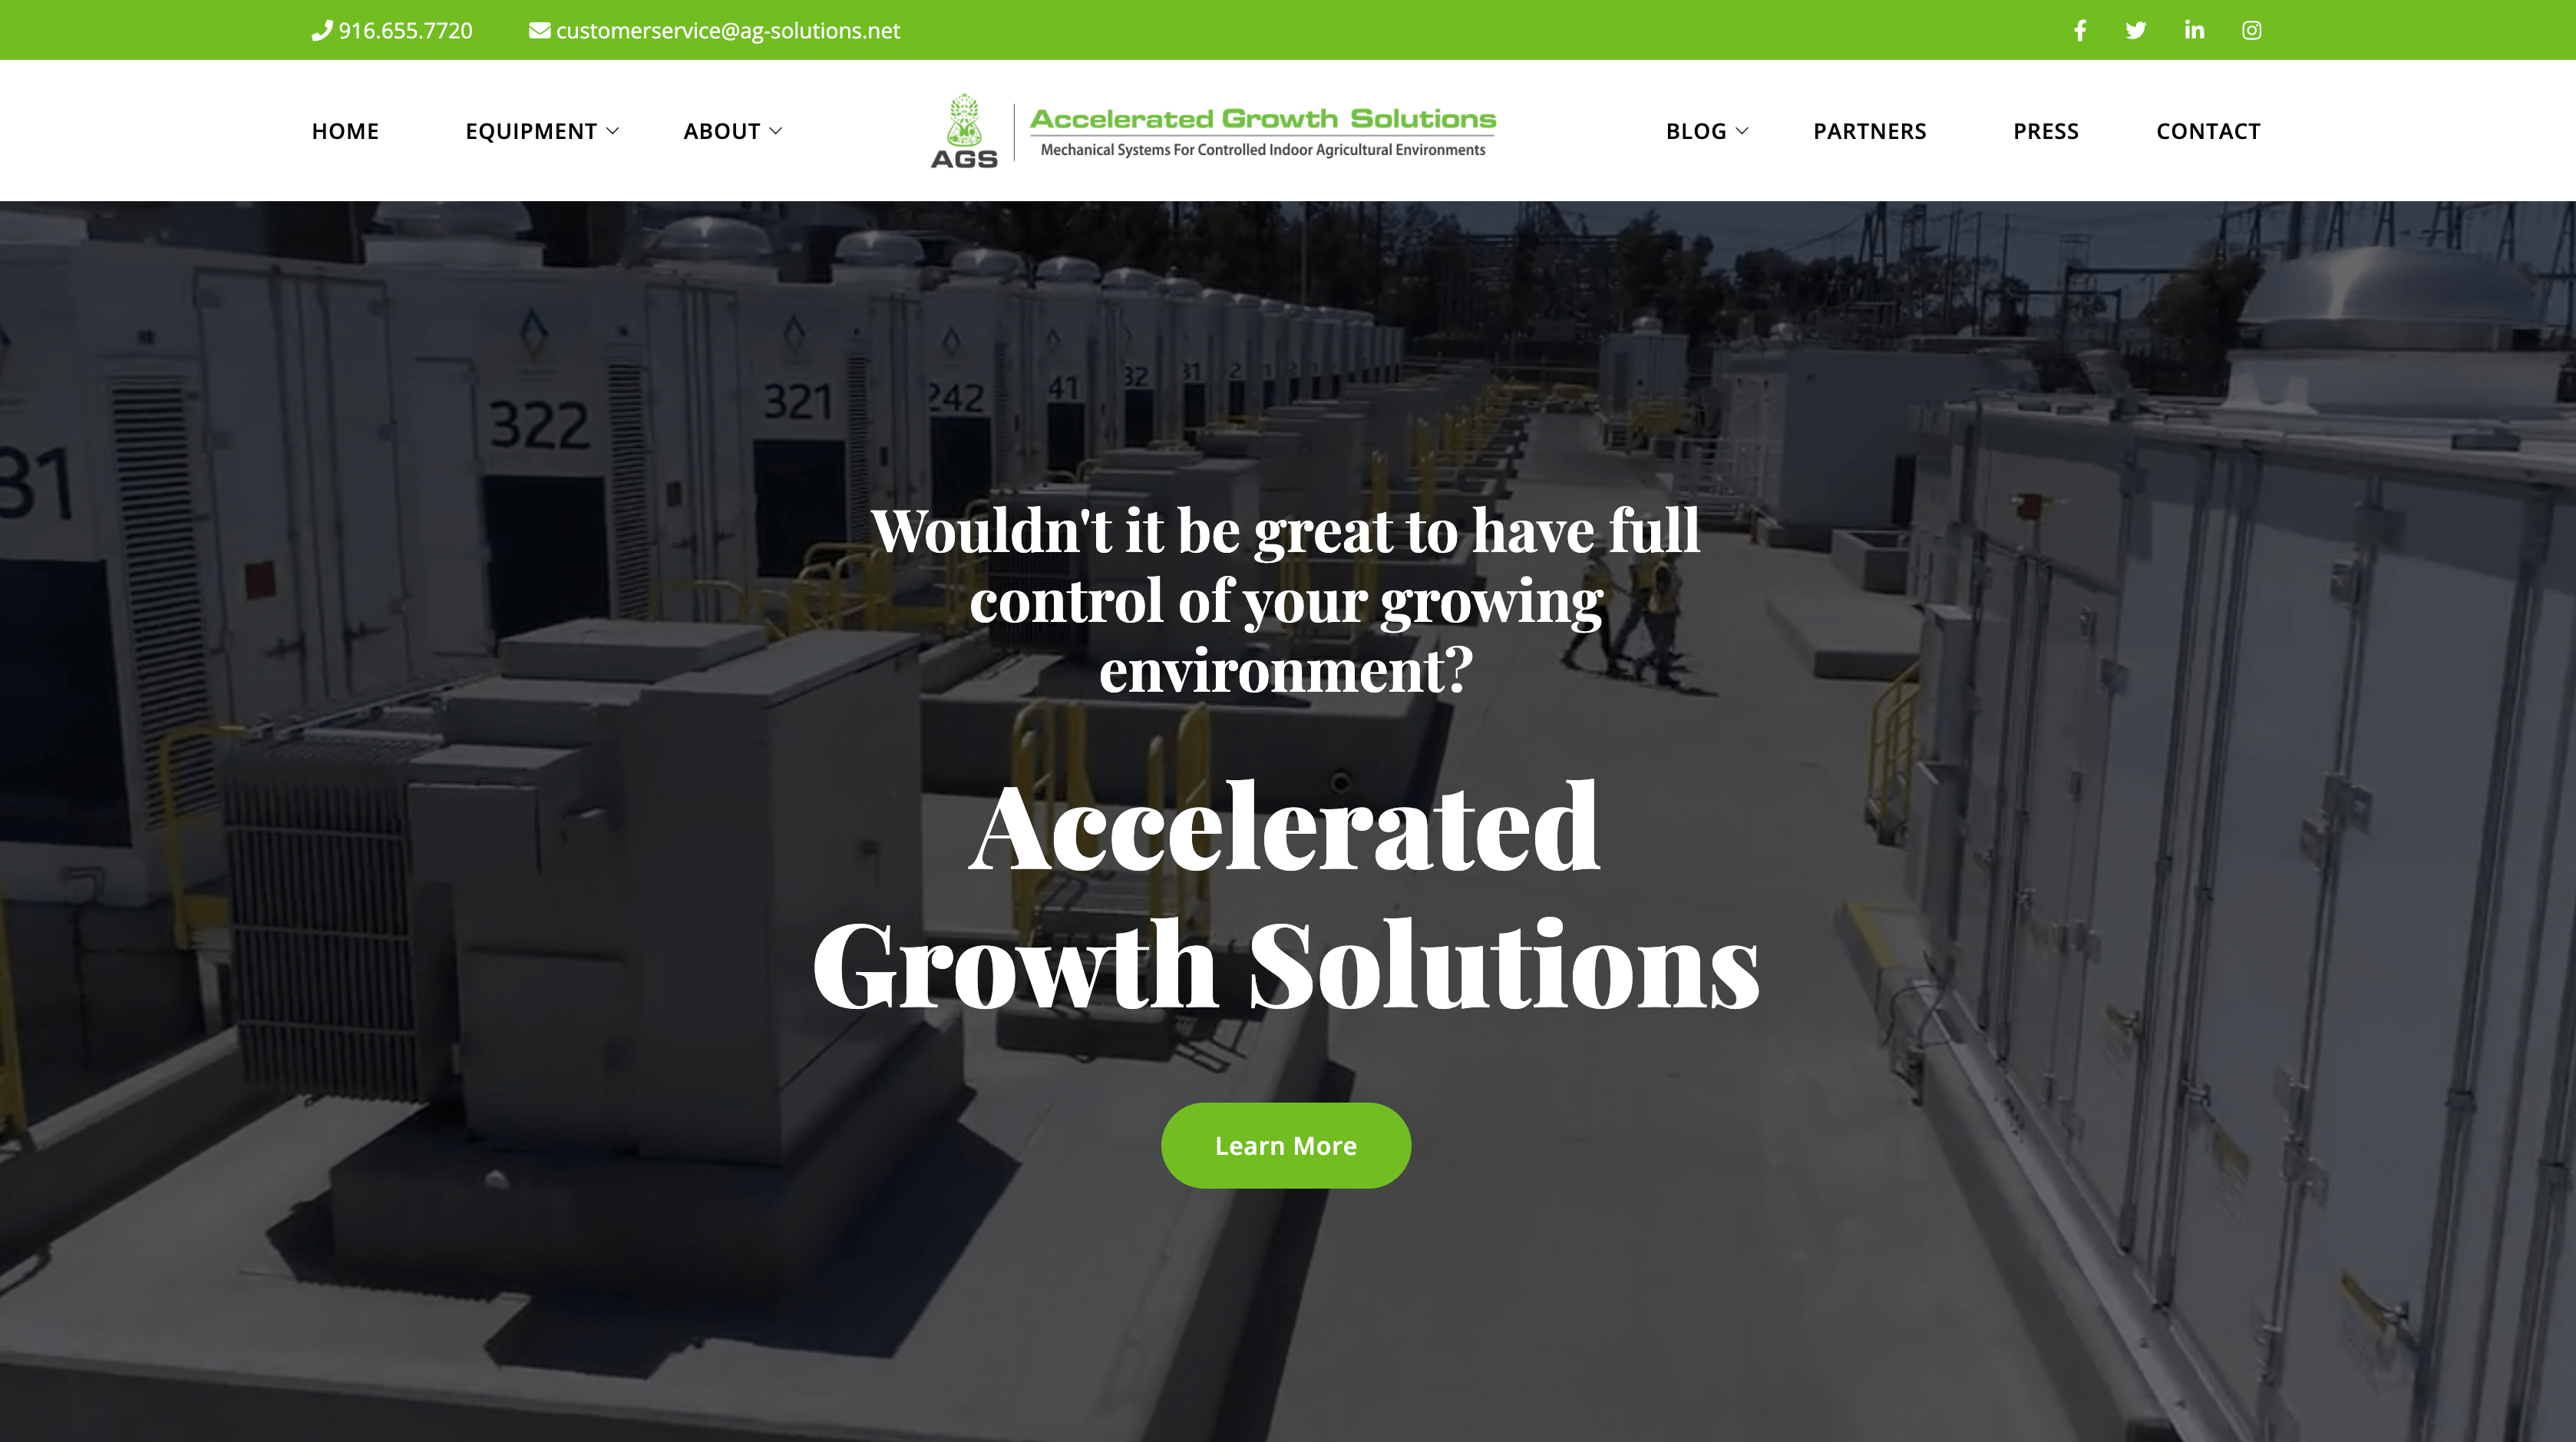 916.655.7720
customerservice@ag-solutions.net
HOME
EQUIPMENT
ABOUT
AGS
Accelerated Growth Solutions
Mechanical Systems For Controlled Indoor Agricultural Environments
BLOG
PARTNERS
PRESS
CONTACT
31
322
321
242
41
32
31
2
Wouldn't it be great to have full
control of your growing
environment?
Accelerated
Growth Solutions
Learn More